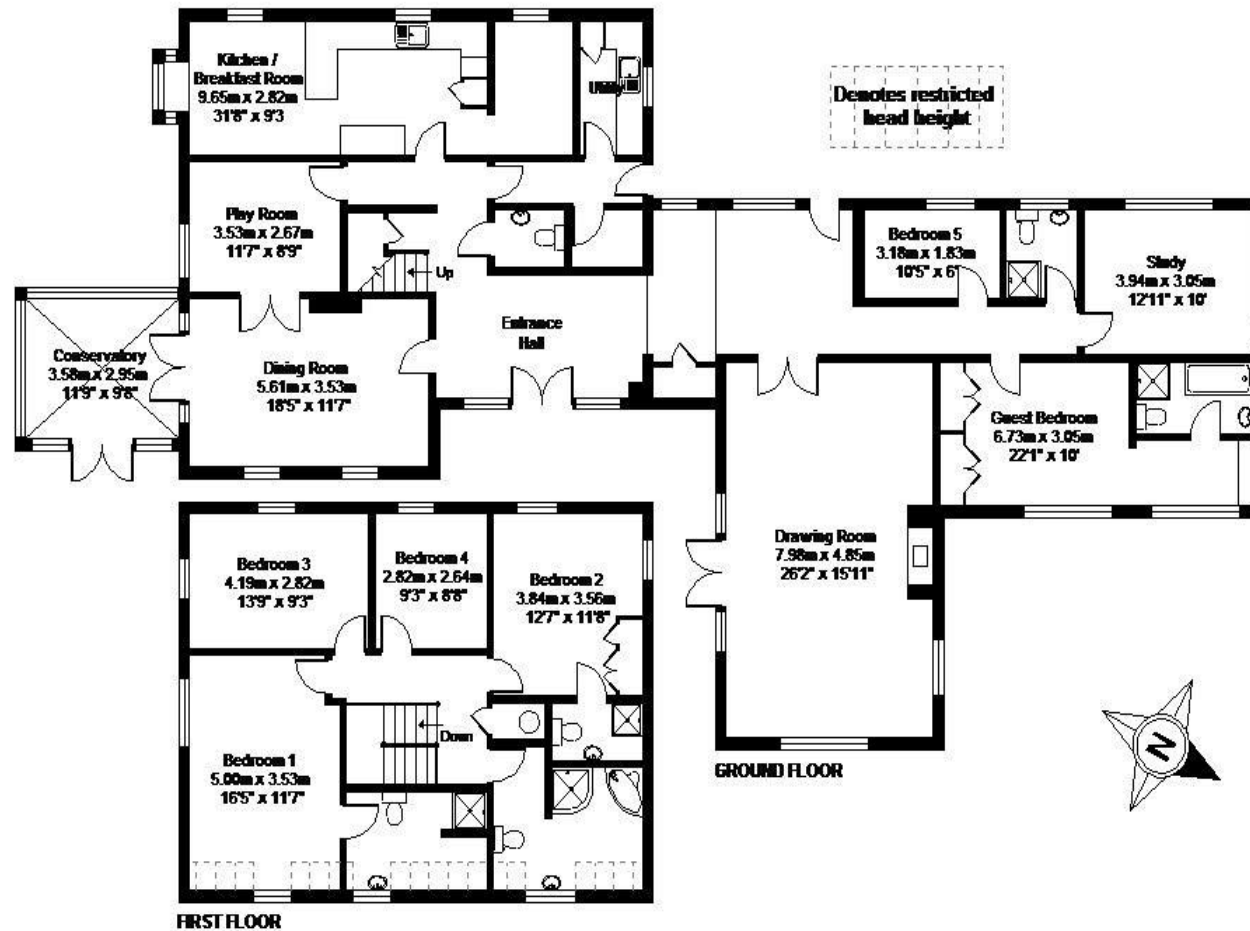 Kitchen /
Breakfast Room
9.65m x 2.82m
31'8" x 9'3
Utility
Denotes restricted
head height
Play Room
3.53m x 2.67m
11'7" x 8'9"
Up
Bedroom 5
3.18m x 1.83m
10'5" x 6'
Study
3.94m x 3.05m
12'11" x 10'
Entrance
Hall
Conservatory
3.58m x 2.95m
11'9" x 9'8"
Dining Room
5.61m x 3.53m
18'5" x 11'7"
Guest Bedroom
6.73m x 3.05m
22'1" x 10'
Drawing Room
7.98m x 4.85m
26'2" x 15'11"
Bedroom 3
4.19m x 2.82m
13'9" x 9'3"
Bedroom 4
2.82m x 2.64m
9'3" x 8'8"
Bedroom 2
3.84m x 3.56m
12'7" x 11'8"
Down
Bedroom 1
5.00m x 3.53m
16'5" x 11'7"
GROUND FLOOR
N
FIRST FLOOR